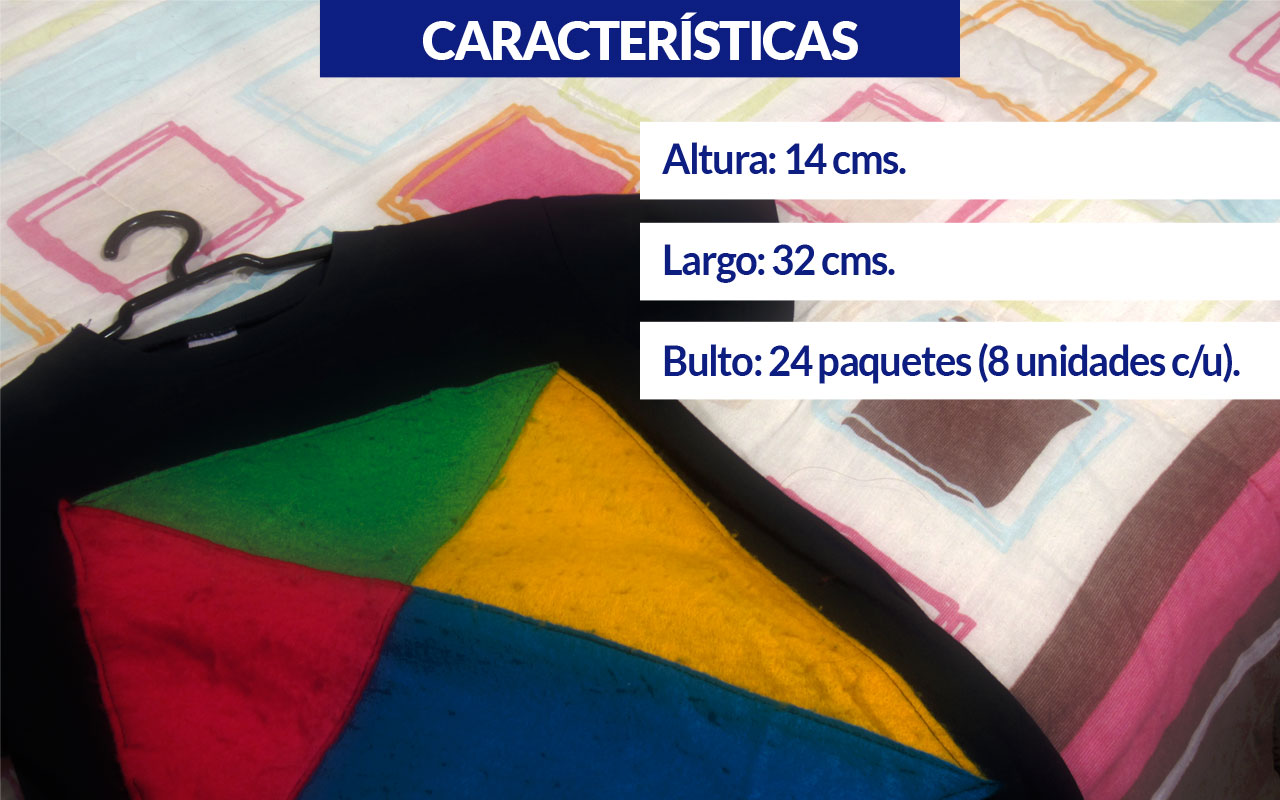 CARACTERÍSTICAS
Altura: 14 cms.
Largo: 32 cms.
Bulto: 24 paquetes (8 unidades c/u).